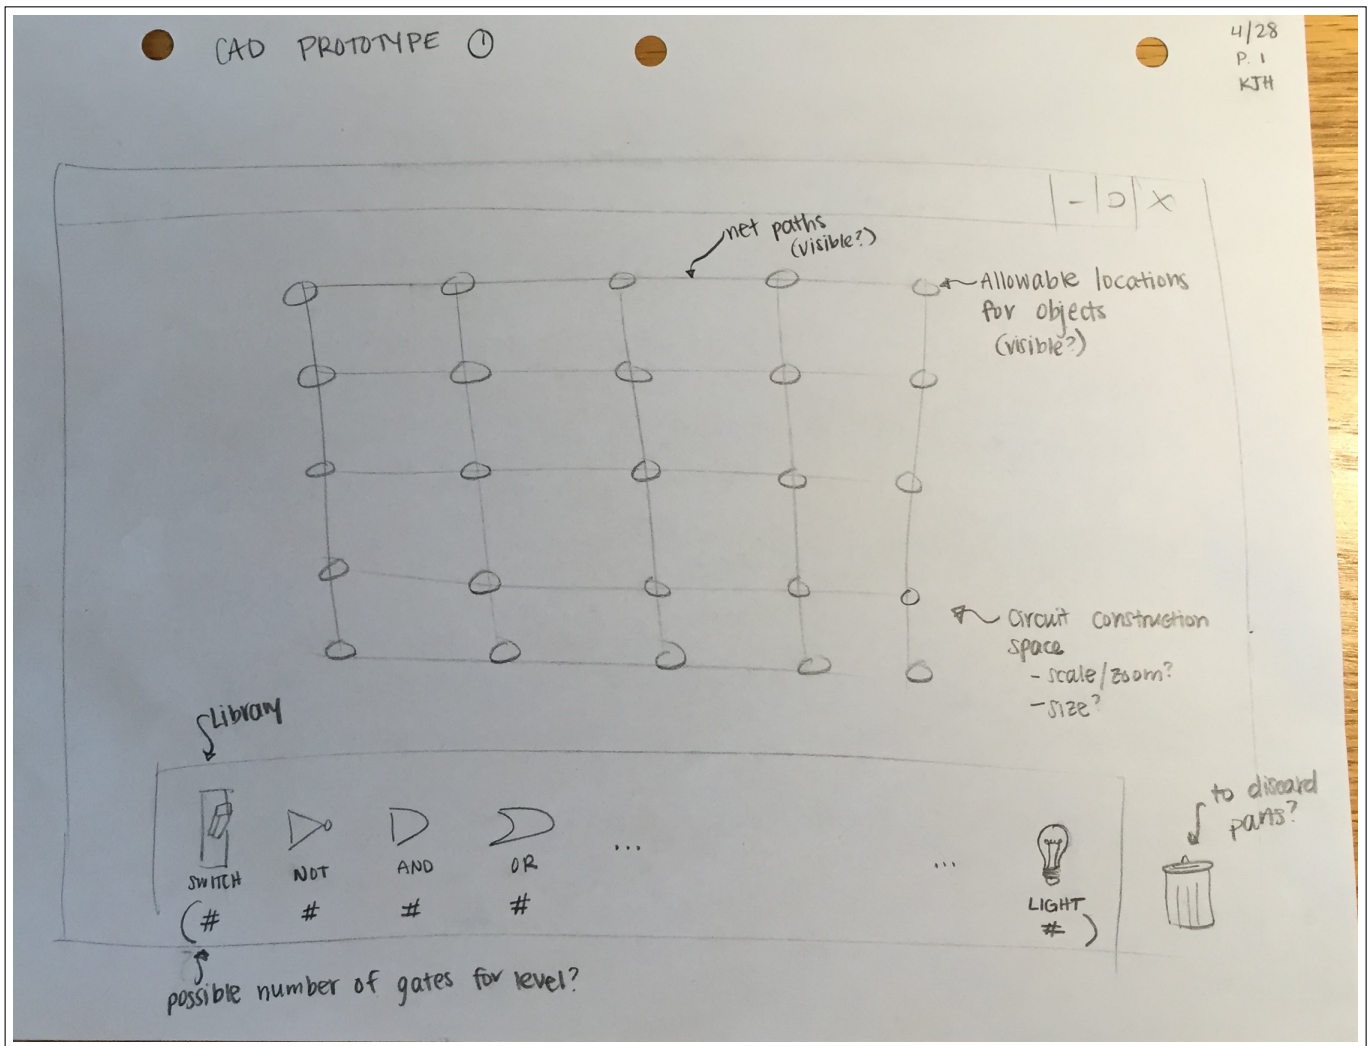 CAD PROTOTYPE 1
4/28
P. 1
KJH
- ▢ X
net paths
(visible?)
Allowable locations
for objects
(visible?)
Circuit construction
space
- scale/zoom?
- size?
Library
to discard
parts?
SWITCH NOT AND OR ... ... LIGHT
(# # # # #)
possible number of gates for level?